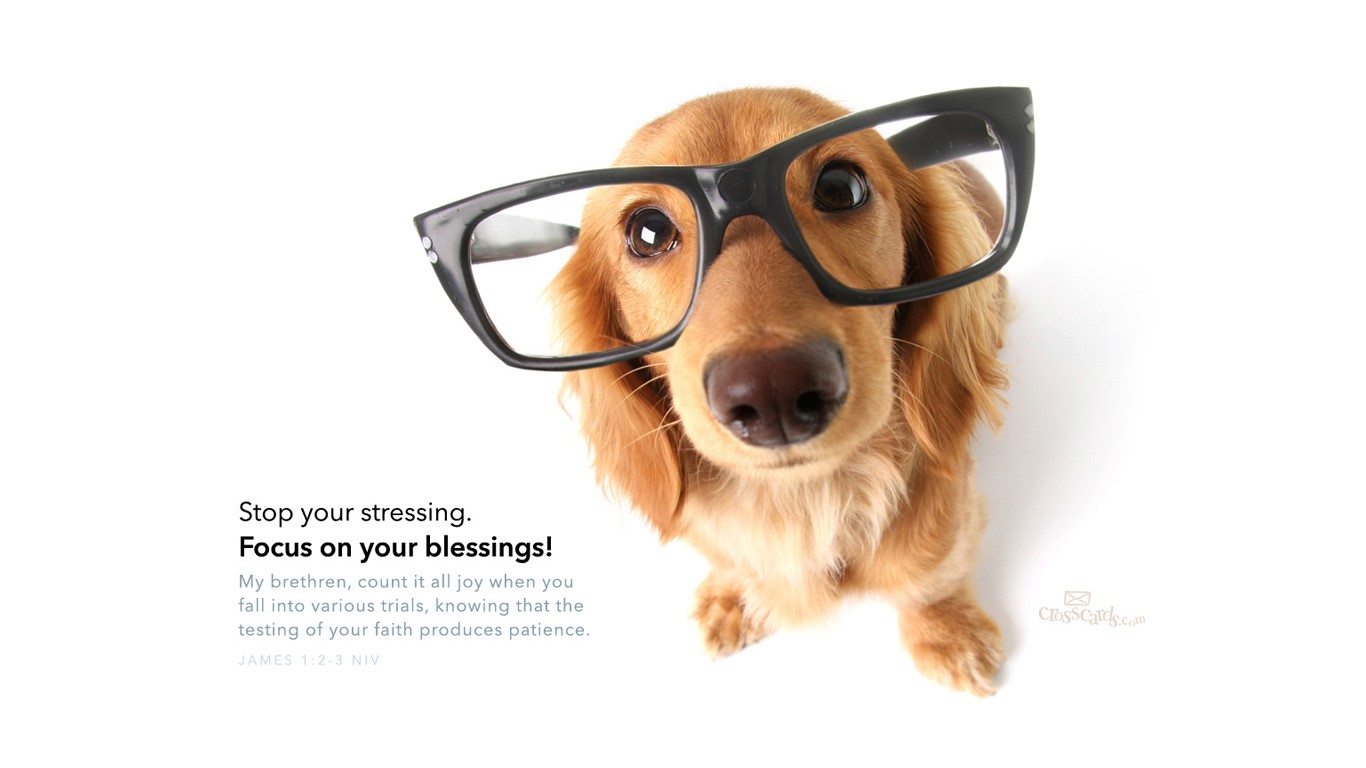 Stop your stressing.
Focus on your blessings!
My brethren, count it all joy when you
fall into various trials, knowing that the
testing of your faith produces patience.
JAMES 1:2-3 NIV
crosscards.com